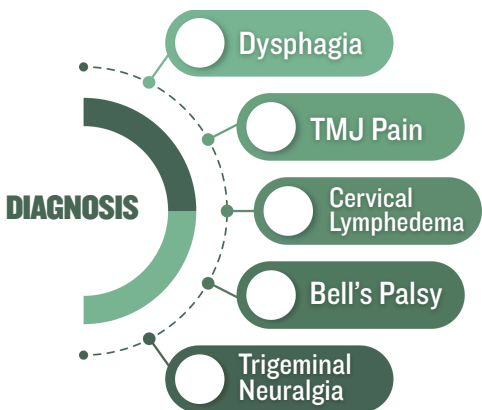 Dysphagia
TMJ Pain
DIAGNOSIS
Cervical
Lymphedema
Bell's Palsy
Trigeminal
Neuralgia